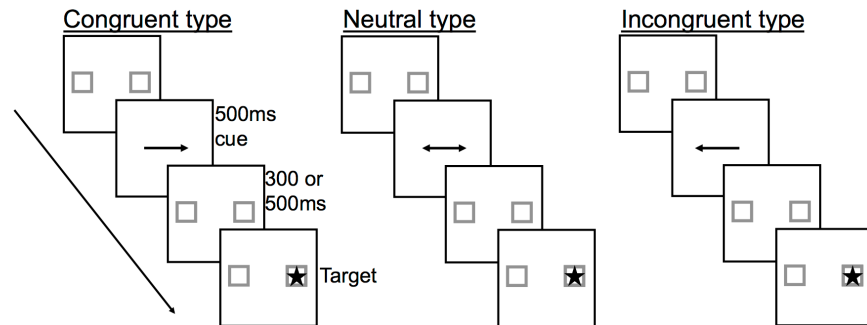 Congruent type
Neutral type
Incongruent type
500ms
cue
300 or
500ms
Target